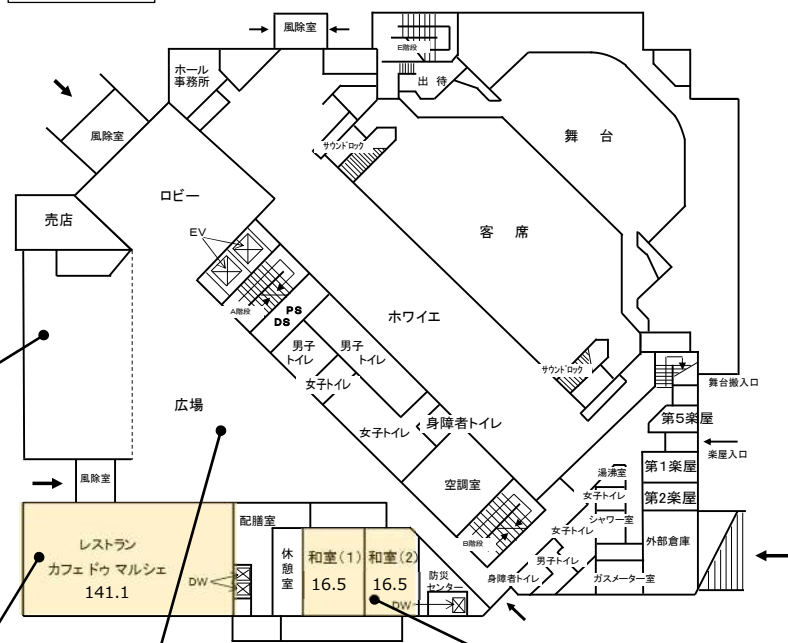 風除室
E階段
出 待
ホール
事務所
風除室
サウンドロック
舞 台
ロビー
売店
客 席
EV
A階段
PS
DS
ホワイエ
男子
トイレ
男子
トイレ
女子トイレ
サウンドロック
舞台搬入口
広場
女子トイレ
身障者トイレ
第5楽屋
楽屋入口
風除室
空調室
湯沸室
第1楽屋
女子トイレ
第2楽屋
シャワー室
配膳室
B階段
女子トイレ
外部倉庫
レストラン
カフェ ドゥ マルシェ
141.1
DW
休
憩
室
和室(1)
16.5
和室(2)
16.5
DW
防災
センター
身障者トイレ
男子トイレ
ガスメーター室